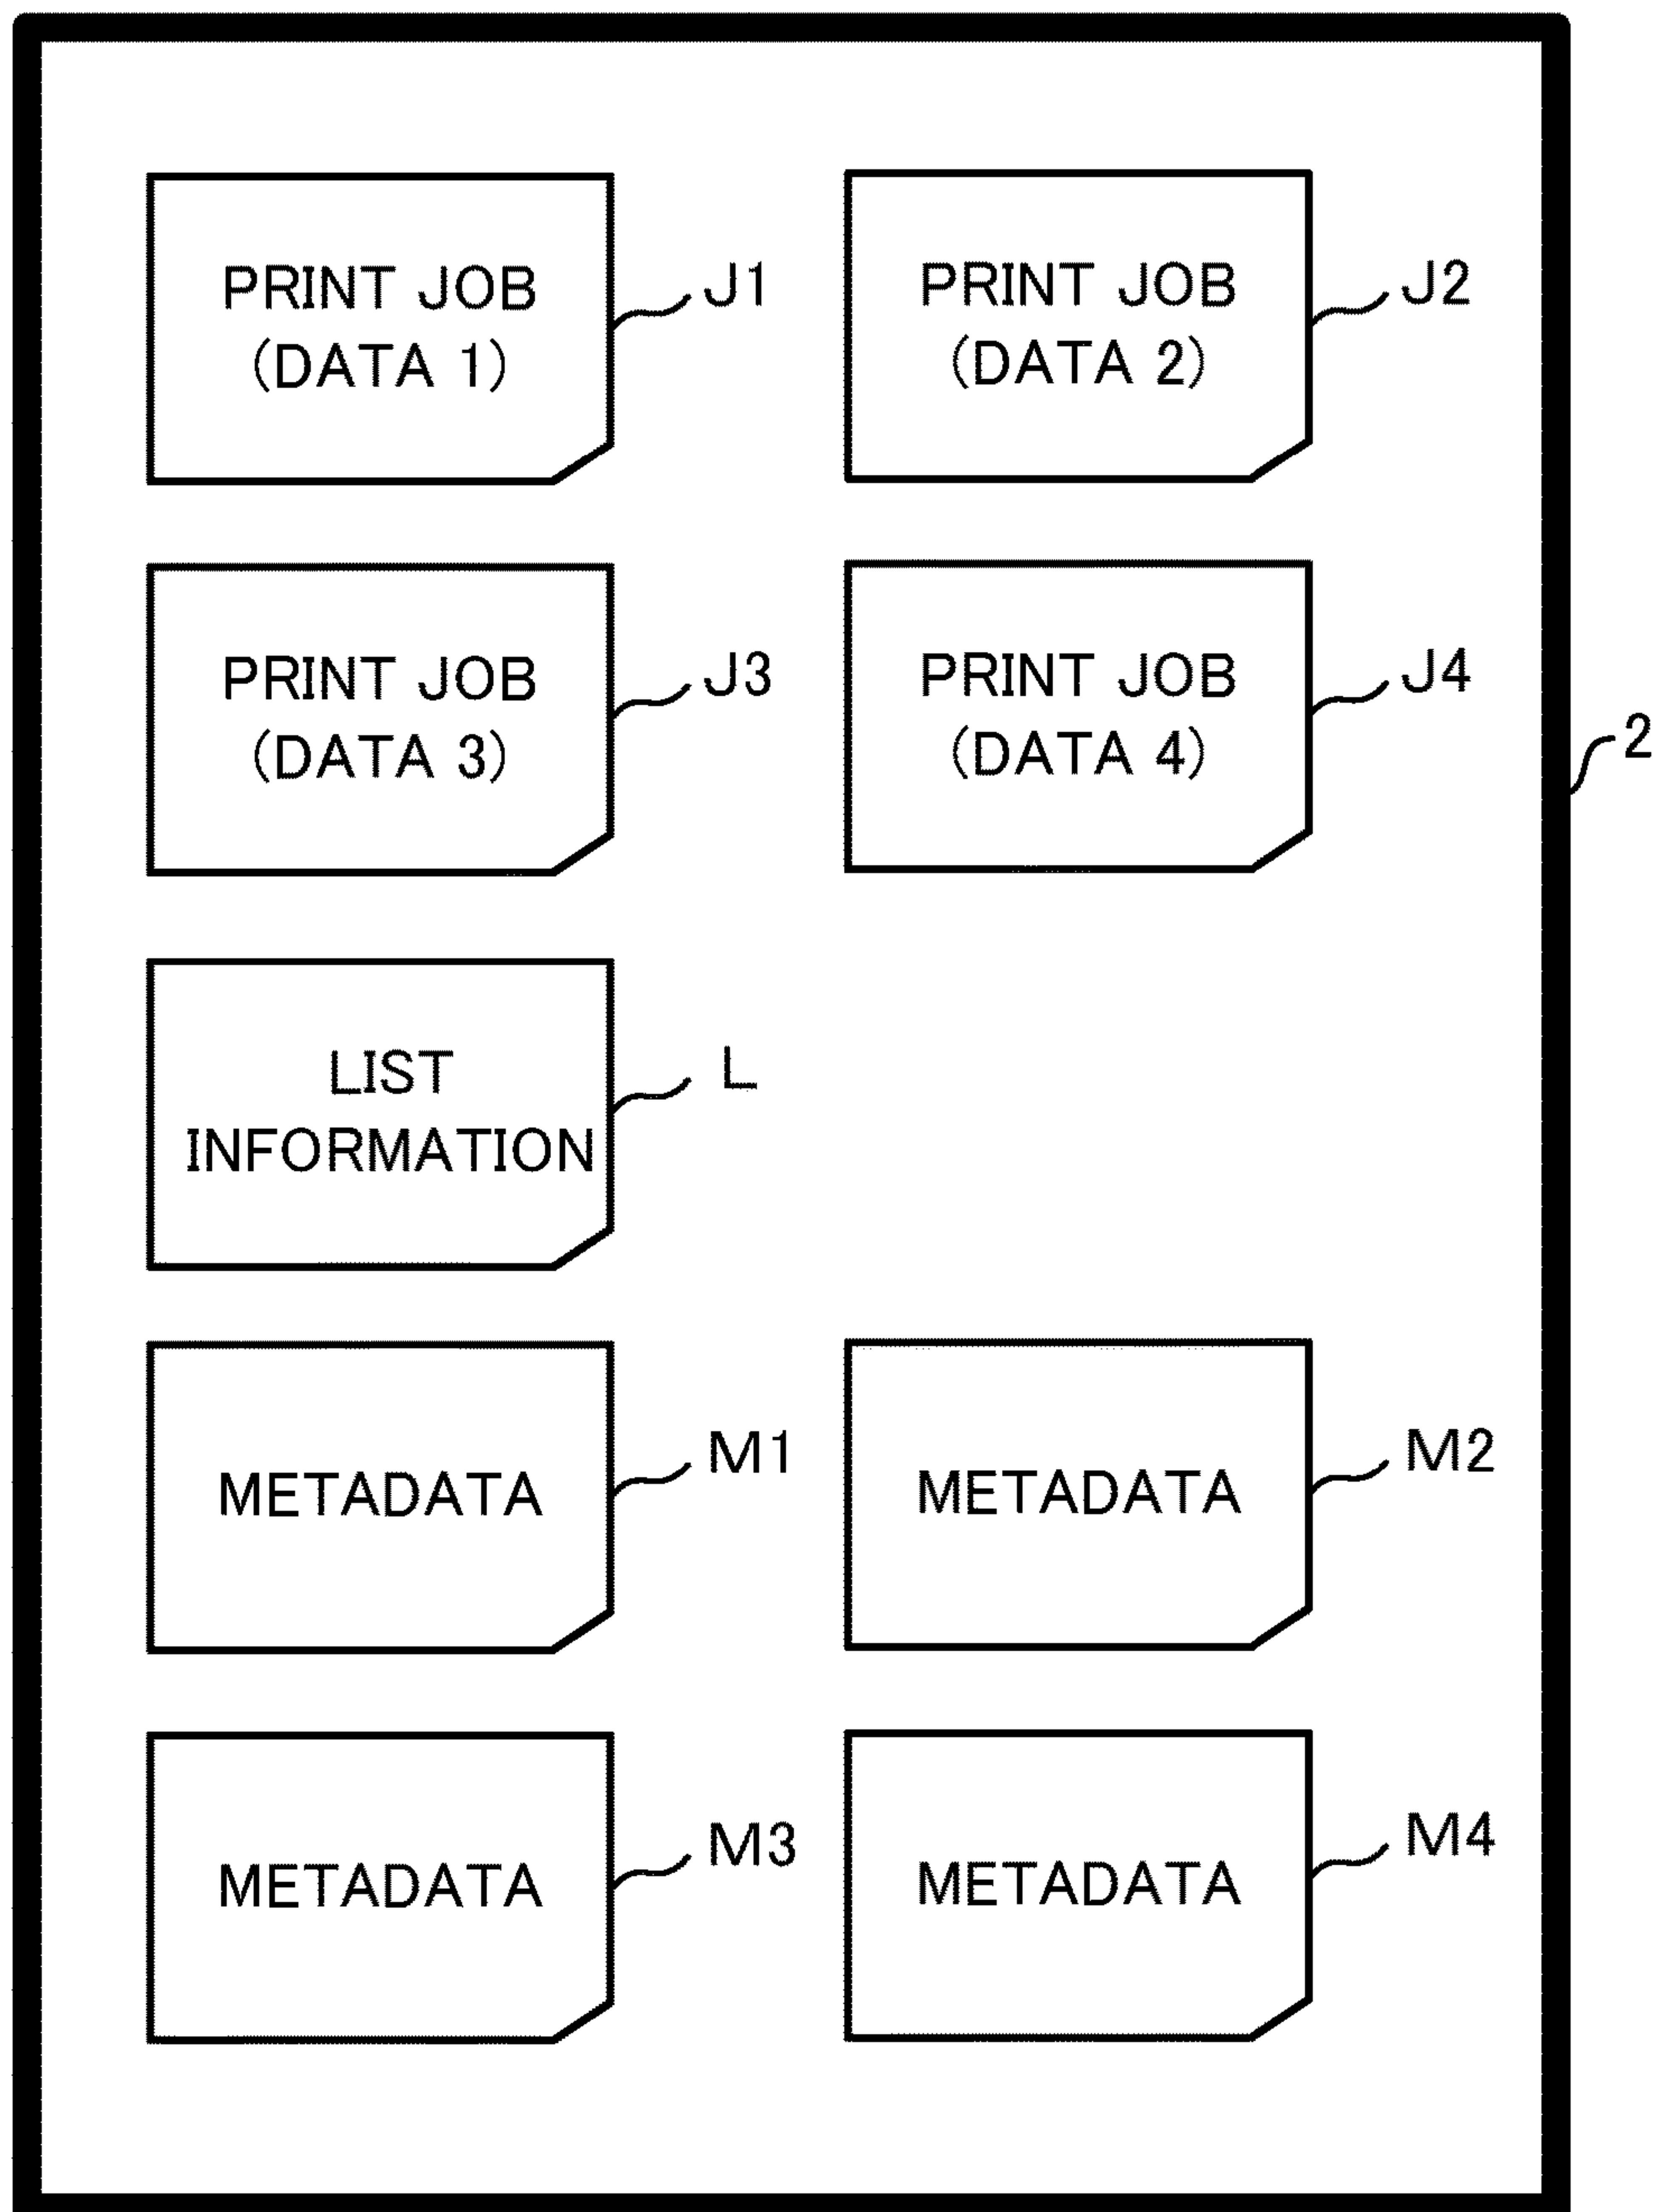 PRINT JOB
(DATA 1)
J1
PRINT JOB
(DATA 2)
J2
PRINT JOB
(DATA 3)
J3
PRINT JOB
(DATA 4)
J4
2
LIST
INFORMATION
L
METADATA
M1
METADATA
M2
METADATA
M3
METADATA
M4